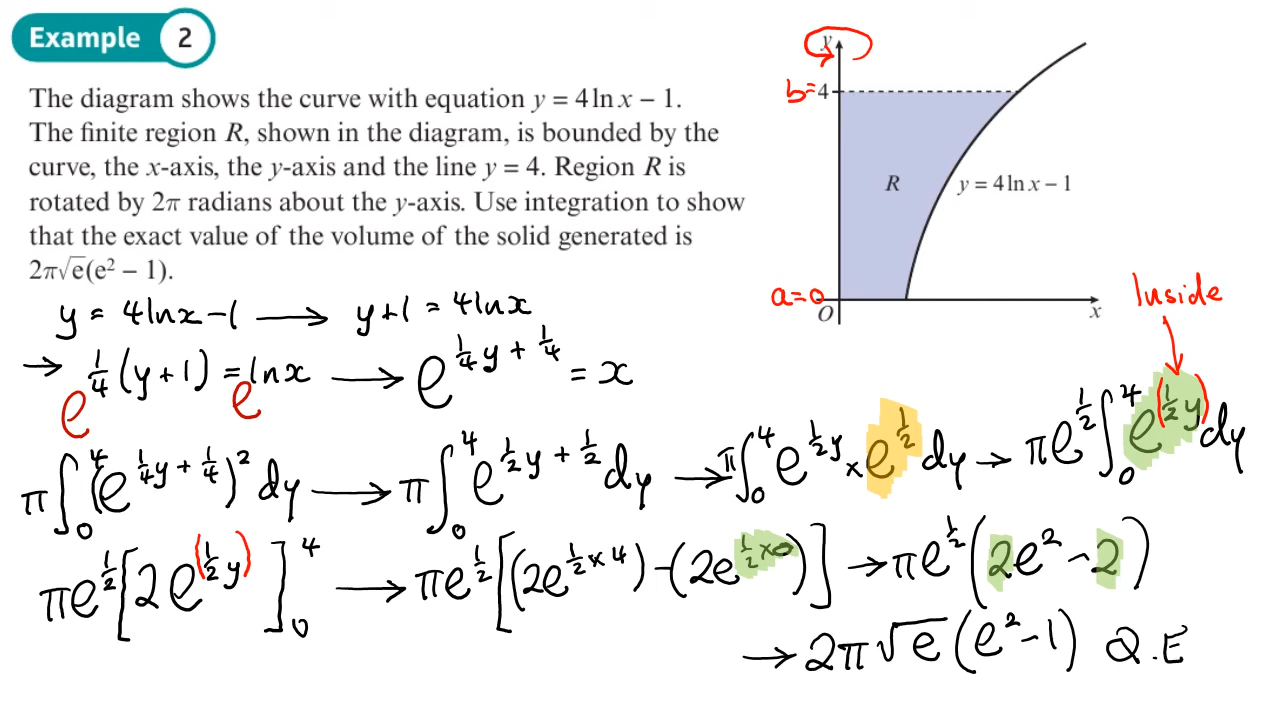 Example 2
The diagram shows the curve with equation y = 4 ln x − 1.
The finite region R, shown in the diagram, is bounded by the
curve, the x-axis, the y-axis and the line y = 4. Region R is
rotated by 2π radians about the y-axis. Use integration to show
that the exact value of the volume of the solid generated is
2π√e(e² − 1).
y
b=4
R
y = 4 ln x − 1
a=0
O
x
Inside
y = 4lnx−1 → y+1 = 4lnx
→ ¼(y+1) = lnx → e^(¼y + ¼) = x
e e
π∫₀⁴(e^(¼y + ¼))² dy → π∫₀⁴ e^(½y + ½) dy → π∫₀⁴ e^(½y) × e^(½) dy → πe^(½)∫₀⁴ e^(½y) dy
πe^(½)[2e^(½y)]₀⁴ → πe^(½)[(2e^(½×4))−(2e^(½×0))] → πe^(½)(2e²−2)
→ 2π√e(e²−1) Q.E